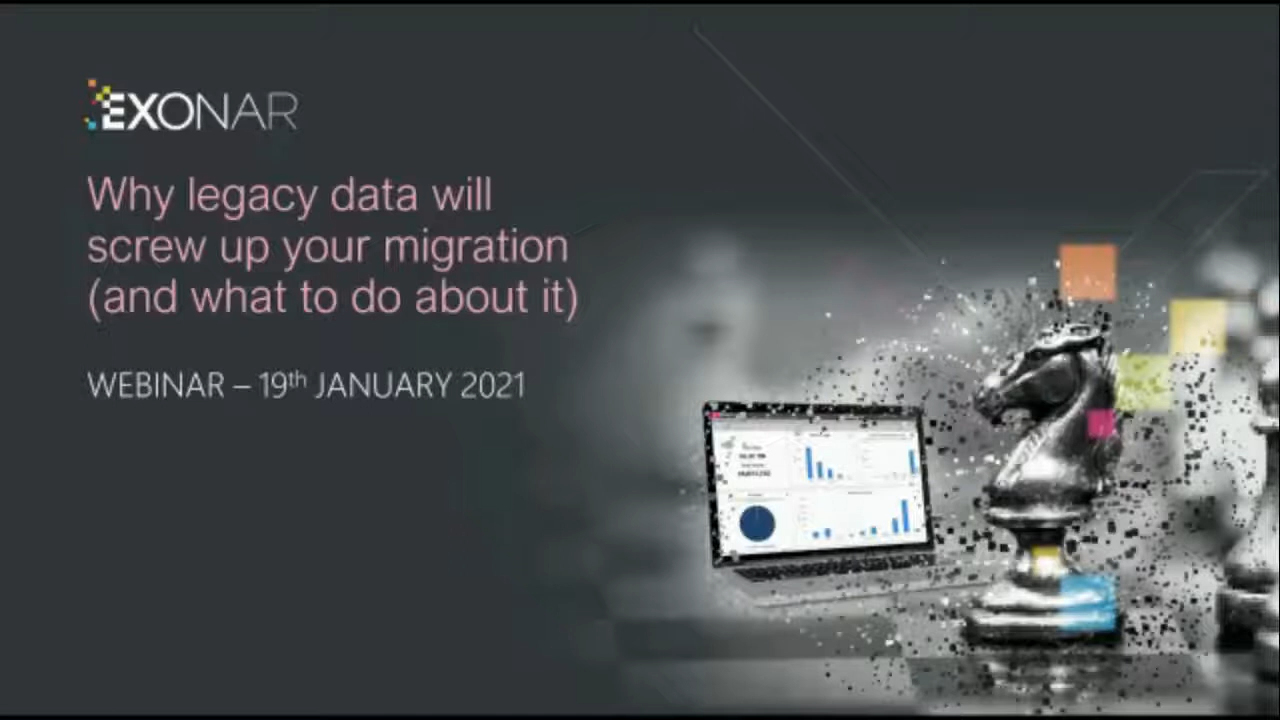 EXONAR
Why legacy data will
screw up your migration
(and what to do about it)
WEBINAR – 19th JANUARY 2021